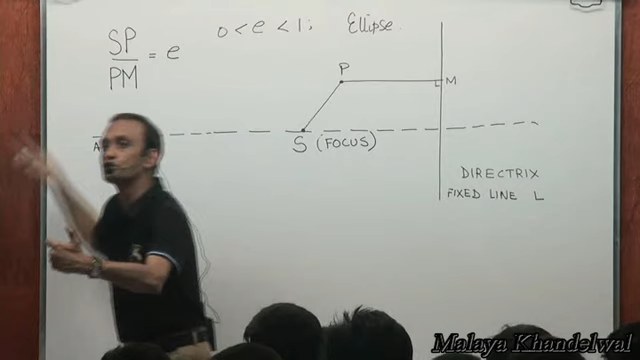 SP
PM
= e
0 < e < 1 ; Ellipse.
P
M
S (FOCUS)
A
DIRECTRIX
FIXED LINE L
Malaya Khandelwal